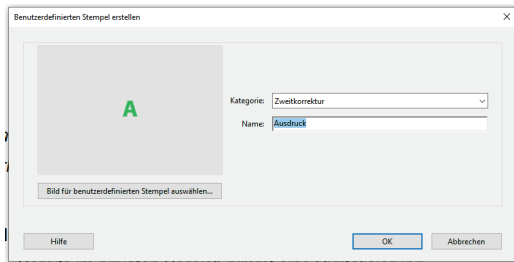 Benutzerdefinierten Stempel erstellen
A
Kategorie: Zweitkorrektur
Name: Ausdruck
Bild für benutzerdefinierten Stempel auswählen...
Hilfe OK Abbrechen